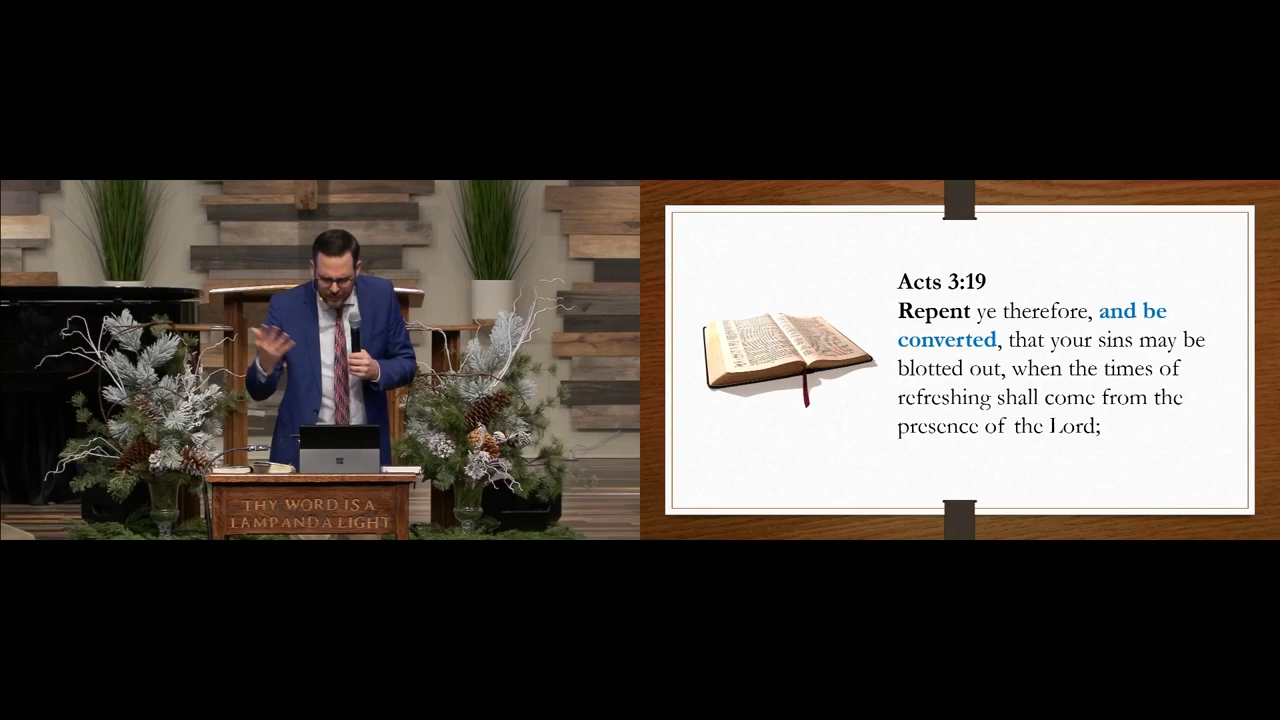 THY WORD IS A
LAMP AND A LIGHT
Acts 3:19
Repent ye therefore, and be
converted, that your sins may be
blotted out, when the times of
refreshing shall come from the
presence of the Lord;